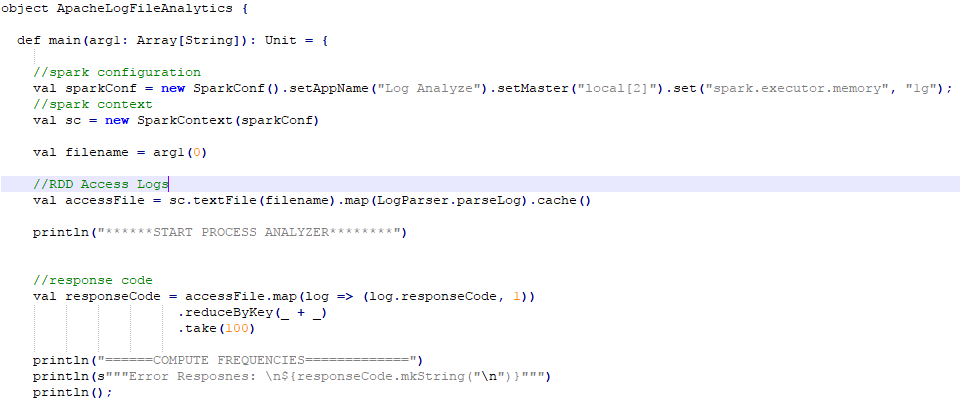 object ApacheLogFileAnalytics {
def main(arg1: Array[String]): Unit = {
//spark configuration
val sparkConf = new SparkConf().setAppName("Log Analyze").setMaster("local[2]").set("spark.executor.memory", "1g");
//spark context
val sc = new SparkContext(sparkConf)
val filename = arg1(0)
//RDD Access Logs
val accessFile = sc.textFile(filename).map(LogParser.parseLog).cache()
println("******START PROCESS ANALYZER********")
//response code
val responseCode = accessFile.map(log => (log.responseCode, 1))
.reduceByKey(_ + _)
.take(100)
println("======COMPUTE FREQUENCIES=============")
println(s"""Error Resposnes: \n${responseCode.mkString("\n")}""")
println();